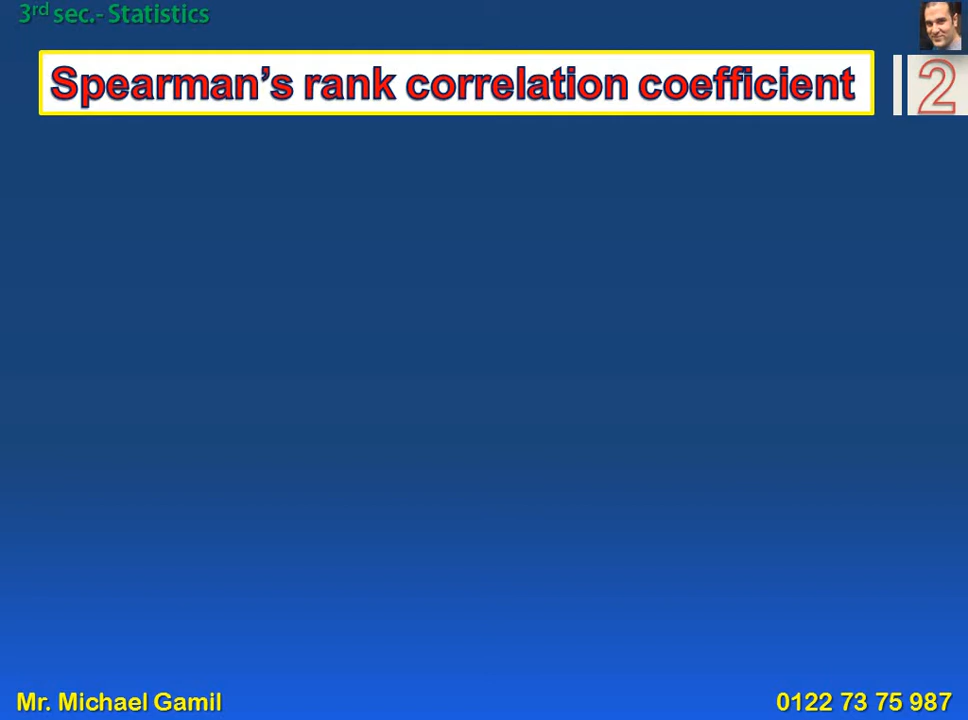 3rd sec.- Statistics
Spearman's rank correlation coefficient
2
Mr. Michael Gamil
0122 73 75 987